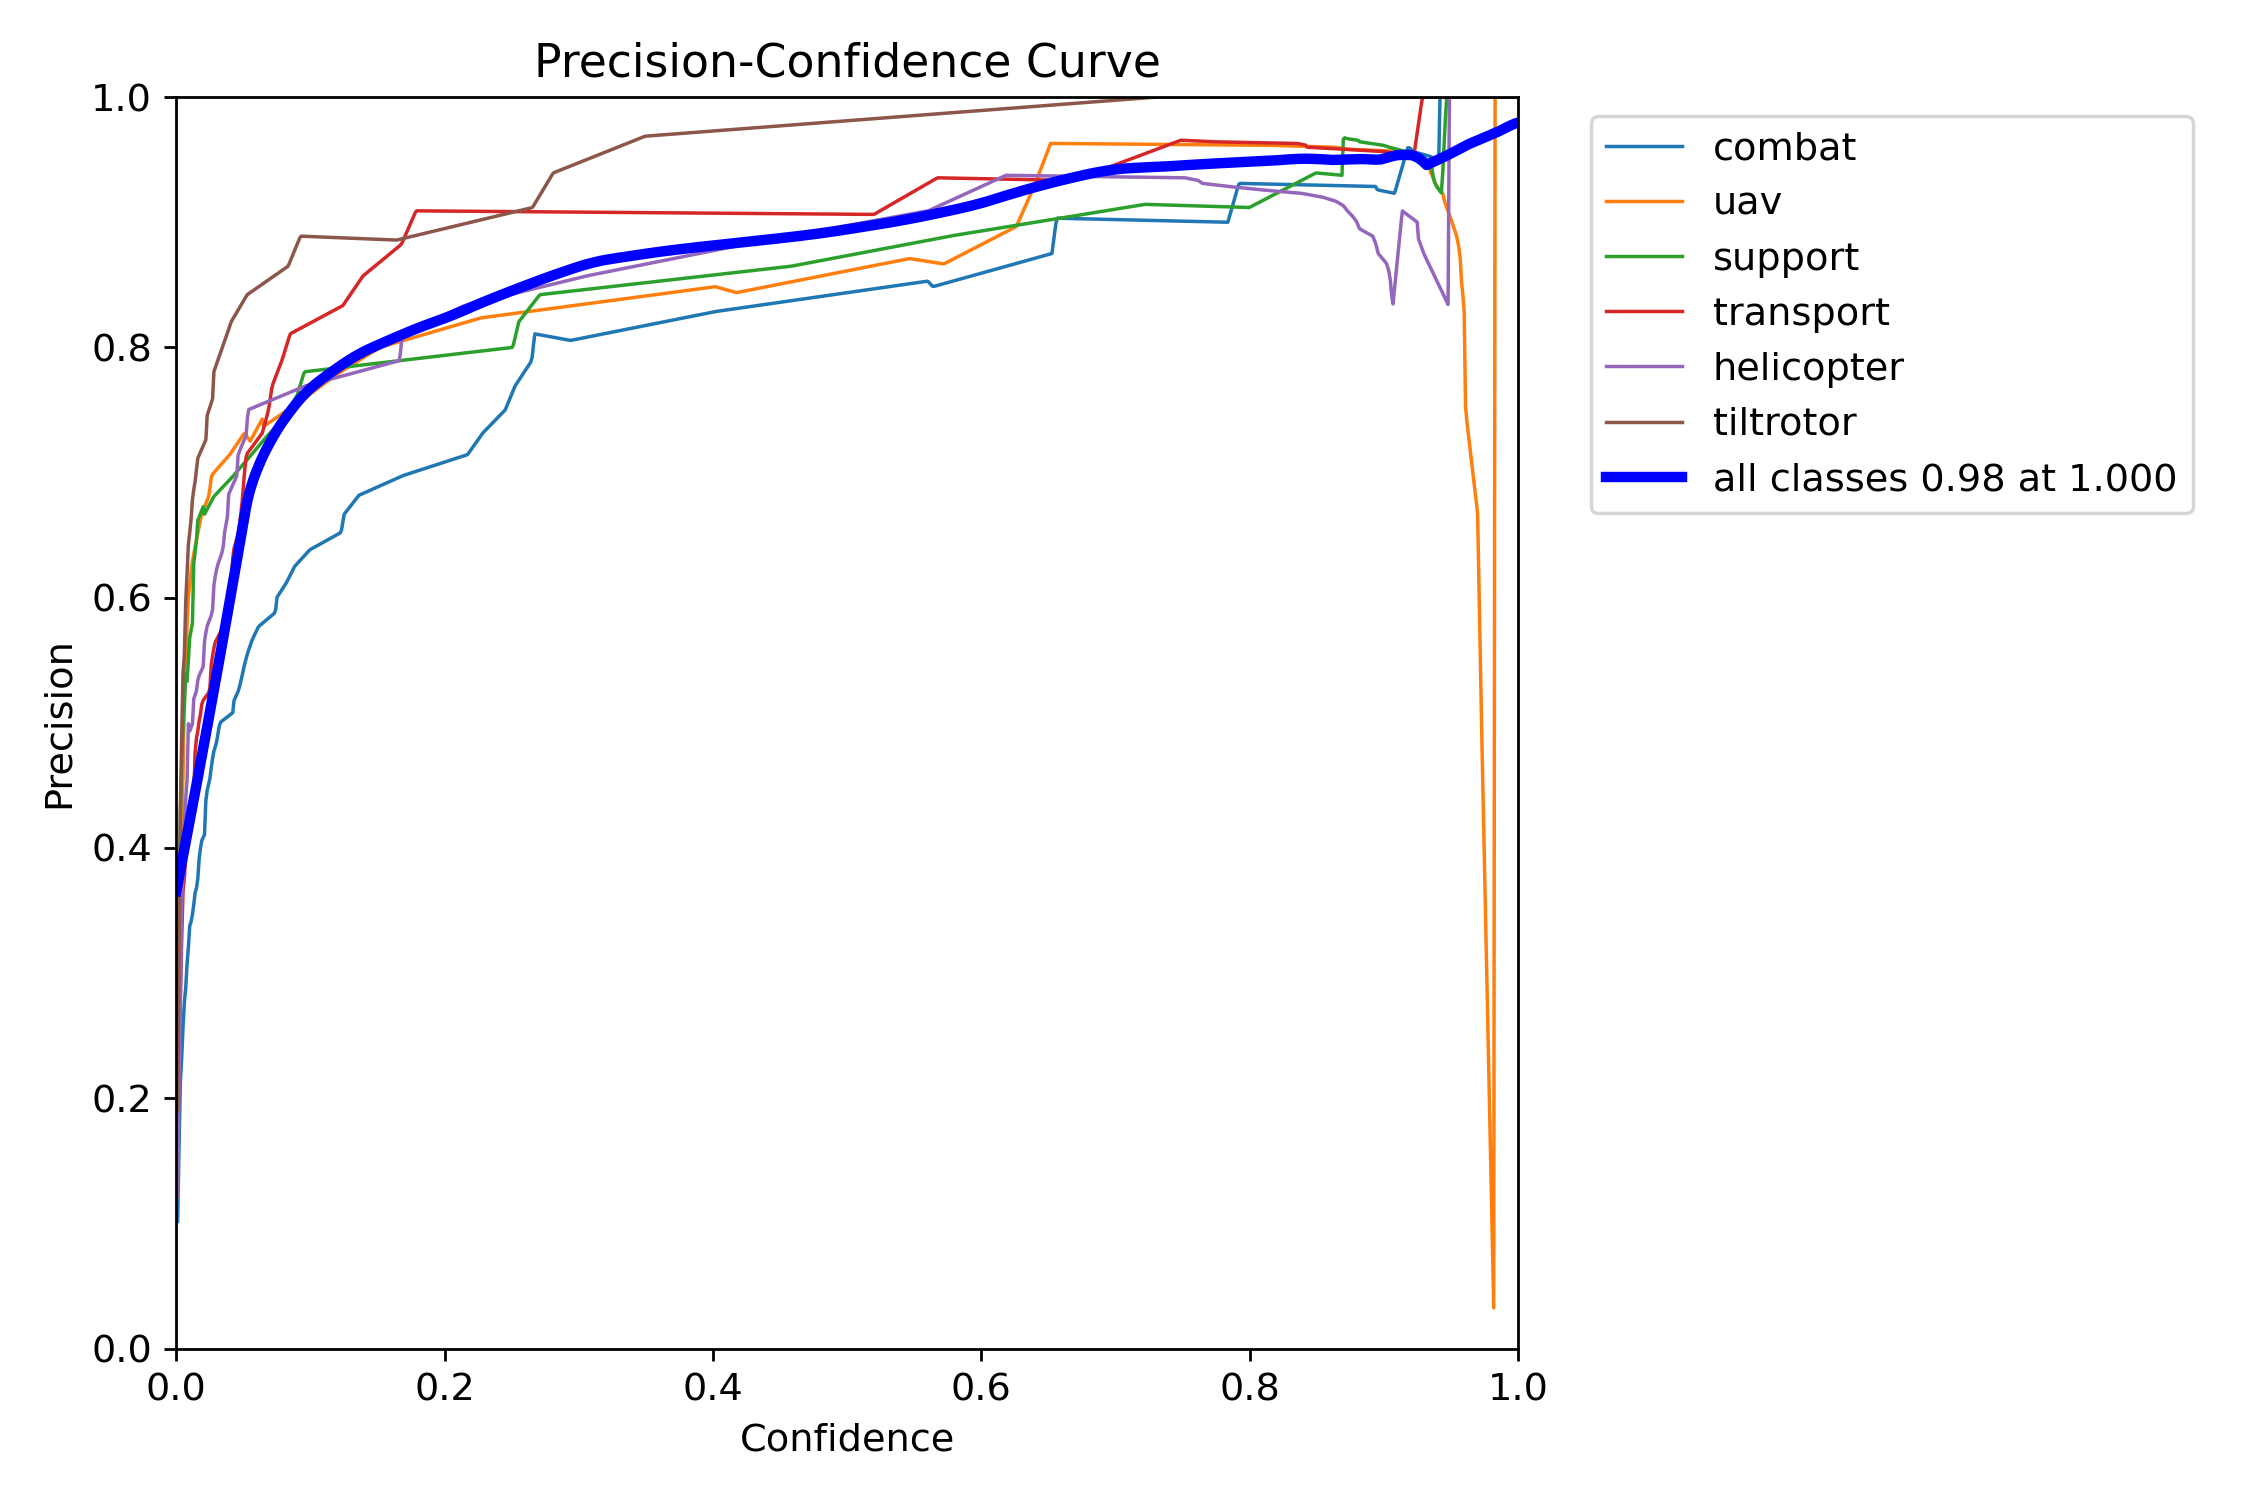 Precision-Confidence Curve
1.0
0.8
0.6
0.4
0.2
0.0
Precision
0.0 0.2 0.4 0.6 0.8 1.0
Confidence
combat
uav
support
transport
helicopter
tiltrotor
all classes 0.98 at 1.000